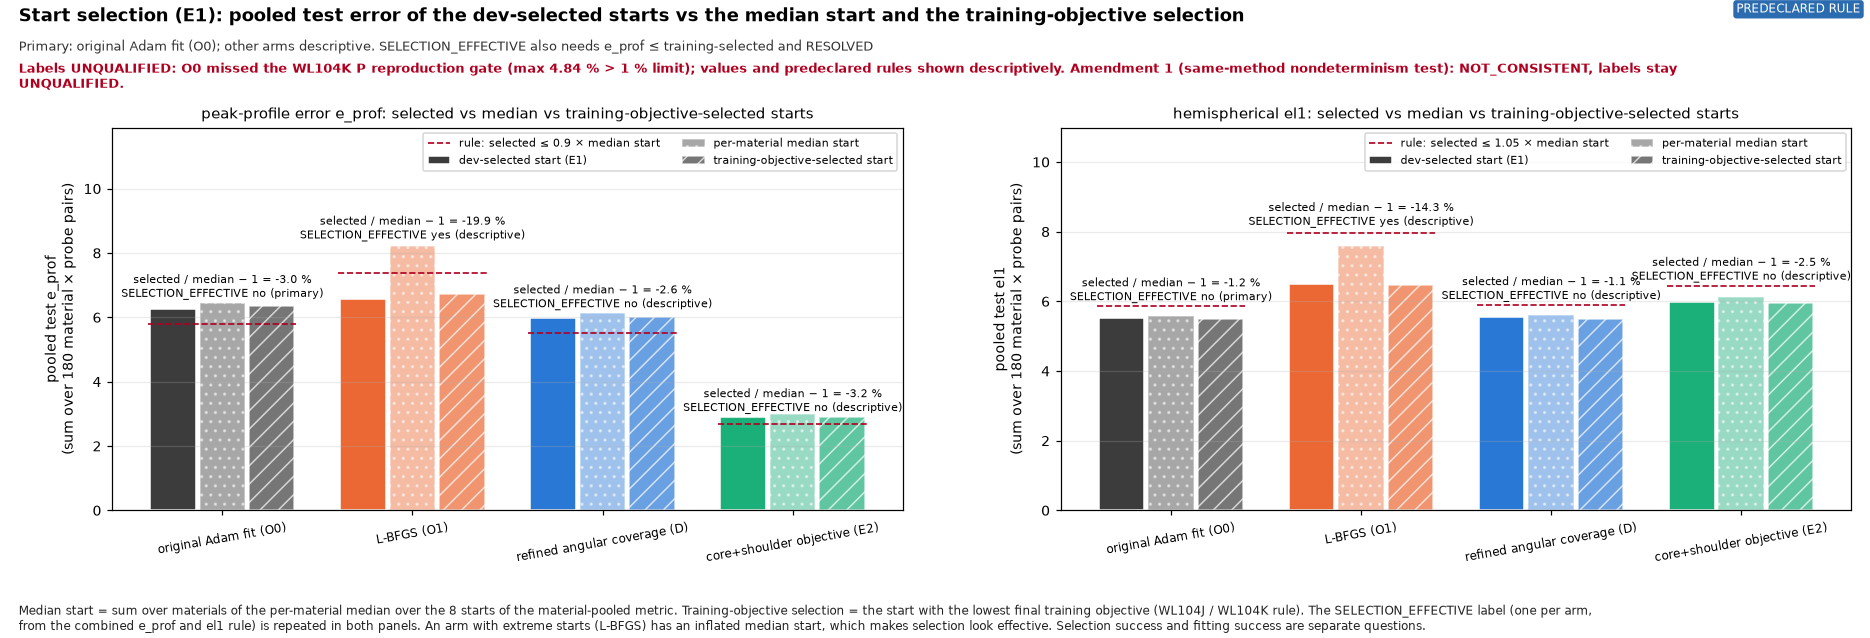 Start selection (E1): pooled test error of the dev-selected starts vs the median start and the training-objective selection
PREDECLARED RULE
Primary: original Adam fit (O0); other arms descriptive. SELECTION_EFFECTIVE also needs e_prof ≤ training-selected and RESOLVED
Labels UNQUALIFIED: O0 missed the WL104K P reproduction gate (max 4.84 % > 1 % limit); values and predeclared rules shown descriptively. Amendment 1 (same-method nondeterminism test): NOT_CONSISTENT, labels stay
UNQUALIFIED.
peak-profile error e_prof: selected vs median vs training-objective-selected starts
rule: selected ≤ 0.9 × median start
dev-selected start (E1)
per-material median start
training-objective-selected start
pooled test e_prof
(sum over 180 material × probe pairs)
10
8
6
4
2
0
selected / median − 1 = -3.0 %
SELECTION_EFFECTIVE no (primary)
selected / median − 1 = -19.9 %
SELECTION_EFFECTIVE yes (descriptive)
selected / median − 1 = -2.6 %
SELECTION_EFFECTIVE no (descriptive)
selected / median − 1 = -3.2 %
SELECTION_EFFECTIVE no (descriptive)
original Adam fit (O0)
L-BFGS (O1)
refined angular coverage (D)
core+shoulder objective (E2)
hemispherical el1: selected vs median vs training-objective-selected starts
rule: selected ≤ 1.05 × median start
dev-selected start (E1)
per-material median start
training-objective-selected start
pooled test el1
(sum over 180 material × probe pairs)
10
8
6
4
2
0
selected / median − 1 = -1.2 %
SELECTION_EFFECTIVE no (primary)
selected / median − 1 = -14.3 %
SELECTION_EFFECTIVE yes (descriptive)
selected / median − 1 = -1.1 %
SELECTION_EFFECTIVE no (descriptive)
selected / median − 1 = -2.5 %
SELECTION_EFFECTIVE no (descriptive)
original Adam fit (O0)
L-BFGS (O1)
refined angular coverage (D)
core+shoulder objective (E2)
Median start = sum over materials of the per-material median over the 8 starts of the material-pooled metric. Training-objective selection = the start with the lowest final training objective (WL104J / WL104K rule). The SELECTION_EFFECTIVE label (one per arm,
from the combined e_prof and el1 rule) is repeated in both panels. An arm with extreme starts (L-BFGS) has an inflated median start, which makes selection look effective. Selection success and fitting success are separate questions.